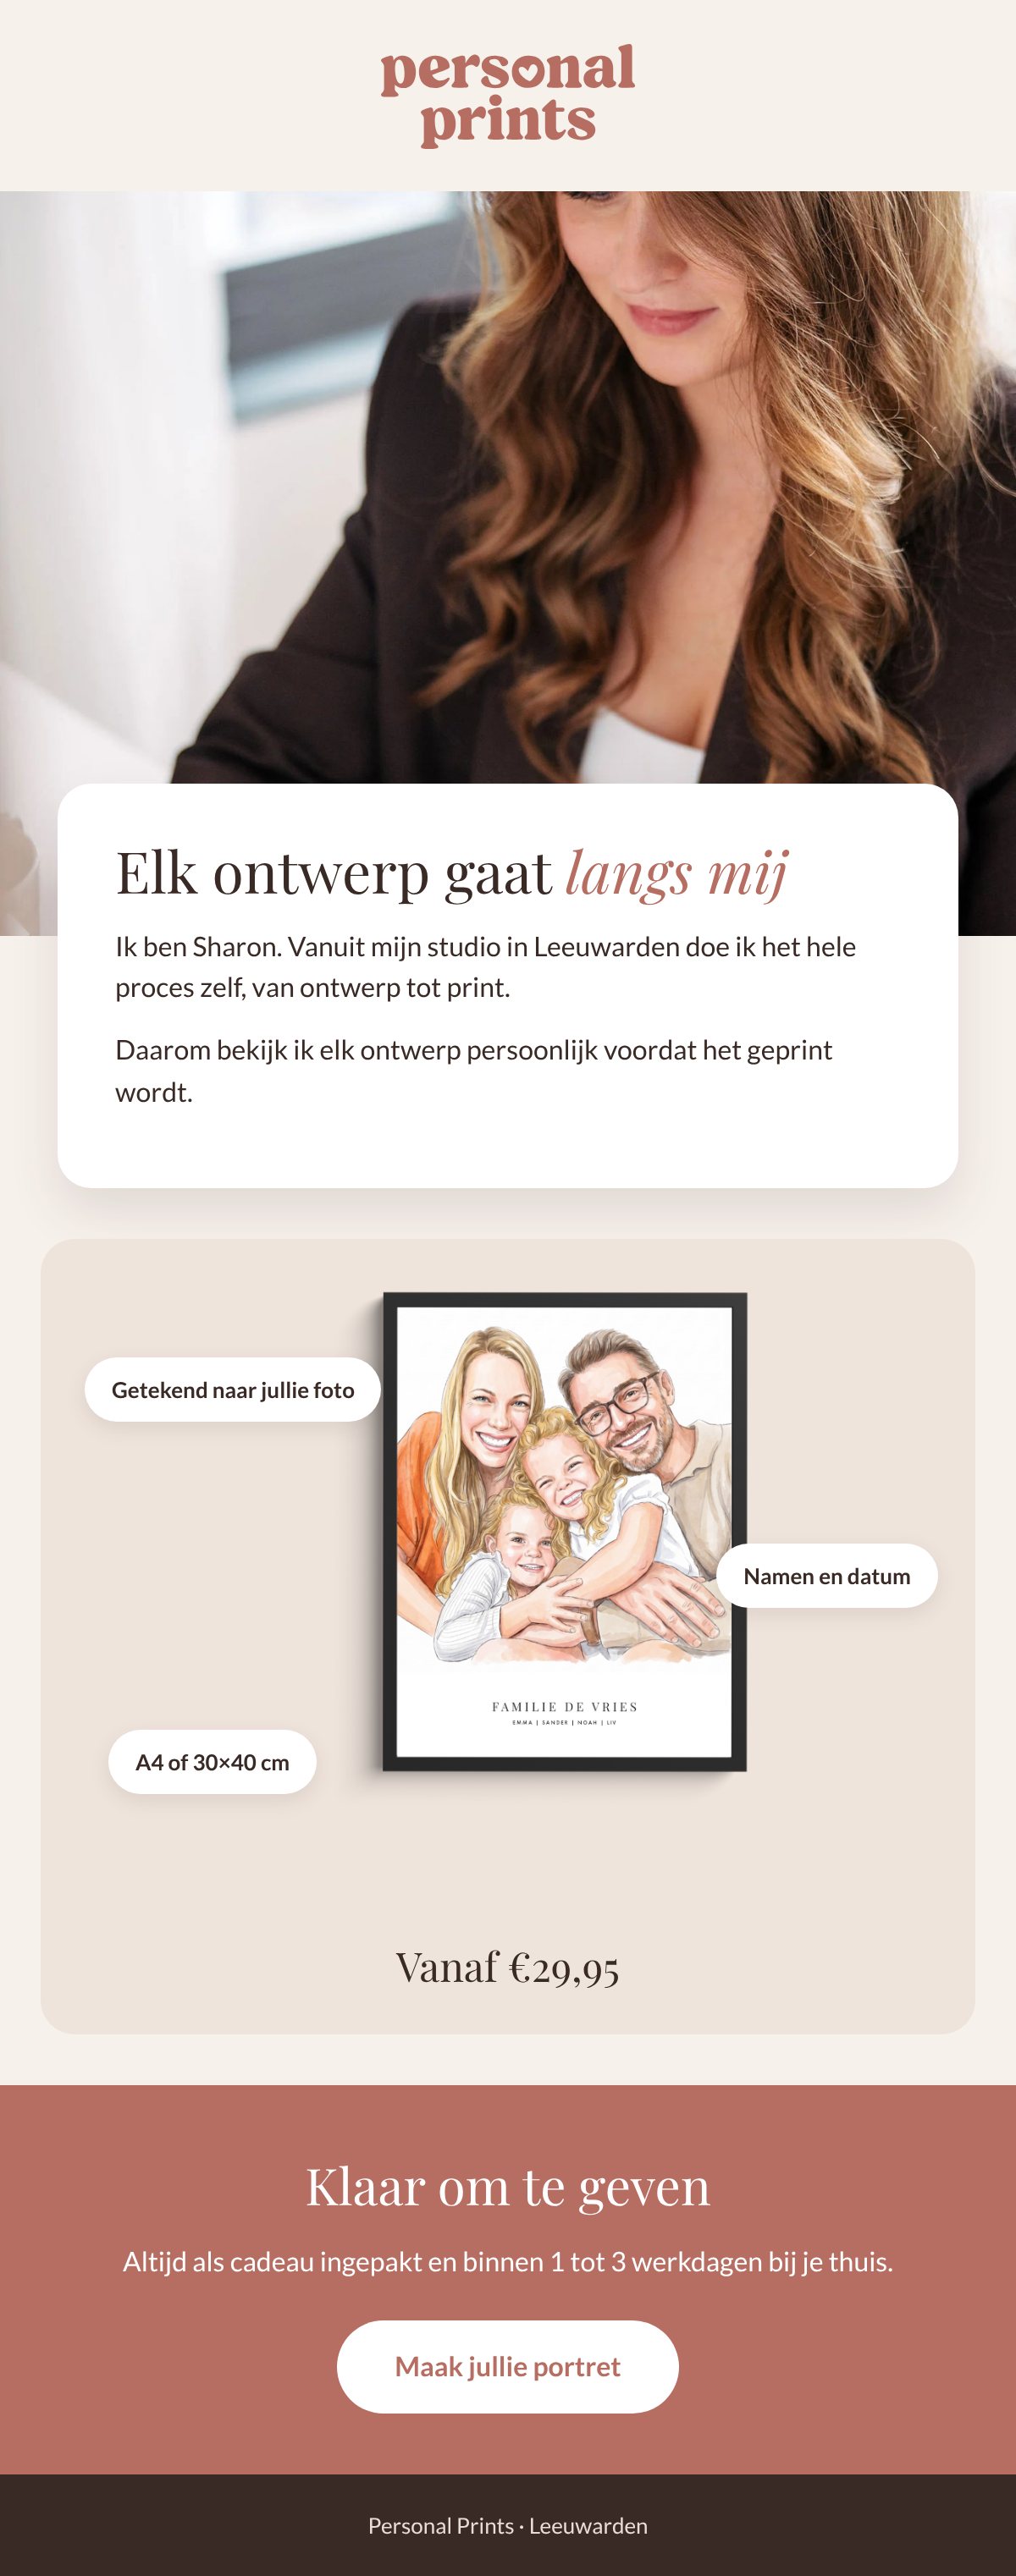 personal
prints
Elk ontwerp gaat langs mij
Ik ben Sharon. Vanuit mijn studio in Leeuwarden doe ik het hele
proces zelf, van ontwerp tot print.
Daarom bekijk ik elk ontwerp persoonlijk voordat het geprint
wordt.
Getekend naar jullie foto
Namen en datum
FAMILIE DE VRIES
EMMA | SANDER | NOAH | LIV
A4 of 30×40 cm
Vanaf €29,95
Klaar om te geven
Altijd als cadeau ingepakt en binnen 1 tot 3 werkdagen bij je thuis.
Maak jullie portret
Personal Prints · Leeuwarden